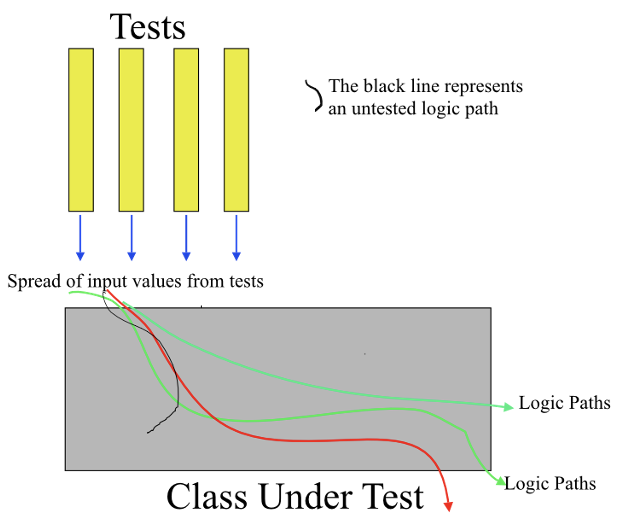 Tests
The black line represents
an untested logic path
Spread of input values from tests
Logic Paths
Logic Paths
Class Under Test